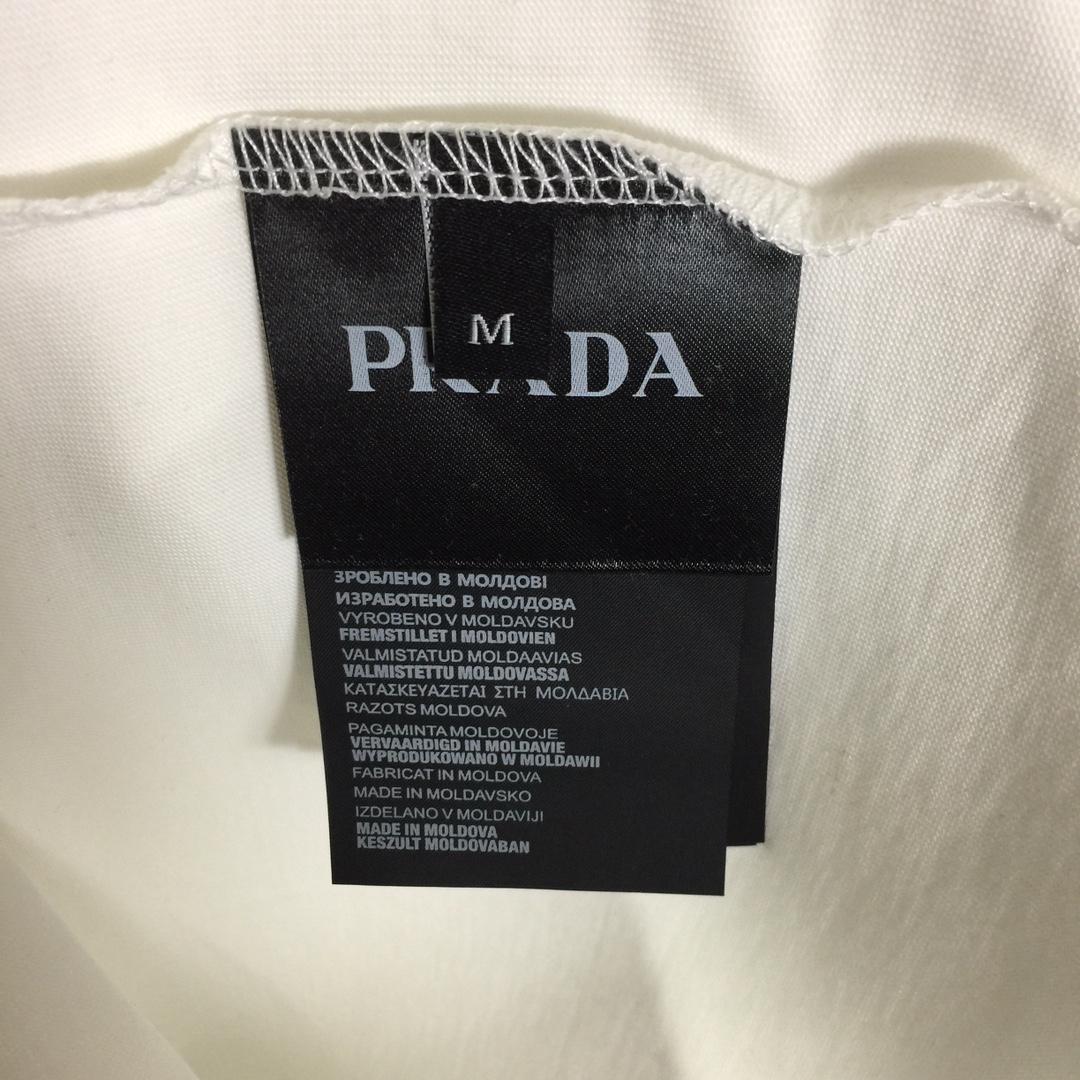 M
PRADA
ЗРОБЛЕНО В МОЛДОВІ
ИЗРАБОТЕНО В МОЛДОВА
VYROBENO V MOLDAVSKU
FREMSTILLET I MOLDOVIEN
VALMISTATUD MOLDAAVIAS
VALMISTETTU MOLDOVASSA
ΚΑΤΑΣΚΕΥΑΖΕΤΑΙ ΣΤΗ ΜΟΛΔΑΒΙΑ
RAZOTS MOLDOVA
PAGAMINTA MOLDOVOJE
VERVAARDIGD IN MOLDAVIE
WYPRODUKOWANO W MOLDAWII
FABRICAT IN MOLDOVA
MADE IN MOLDAVSKO
IZDELANO V MOLDAVIJI
MADE IN MOLDOVA
KESZULT MOLDOVABAN